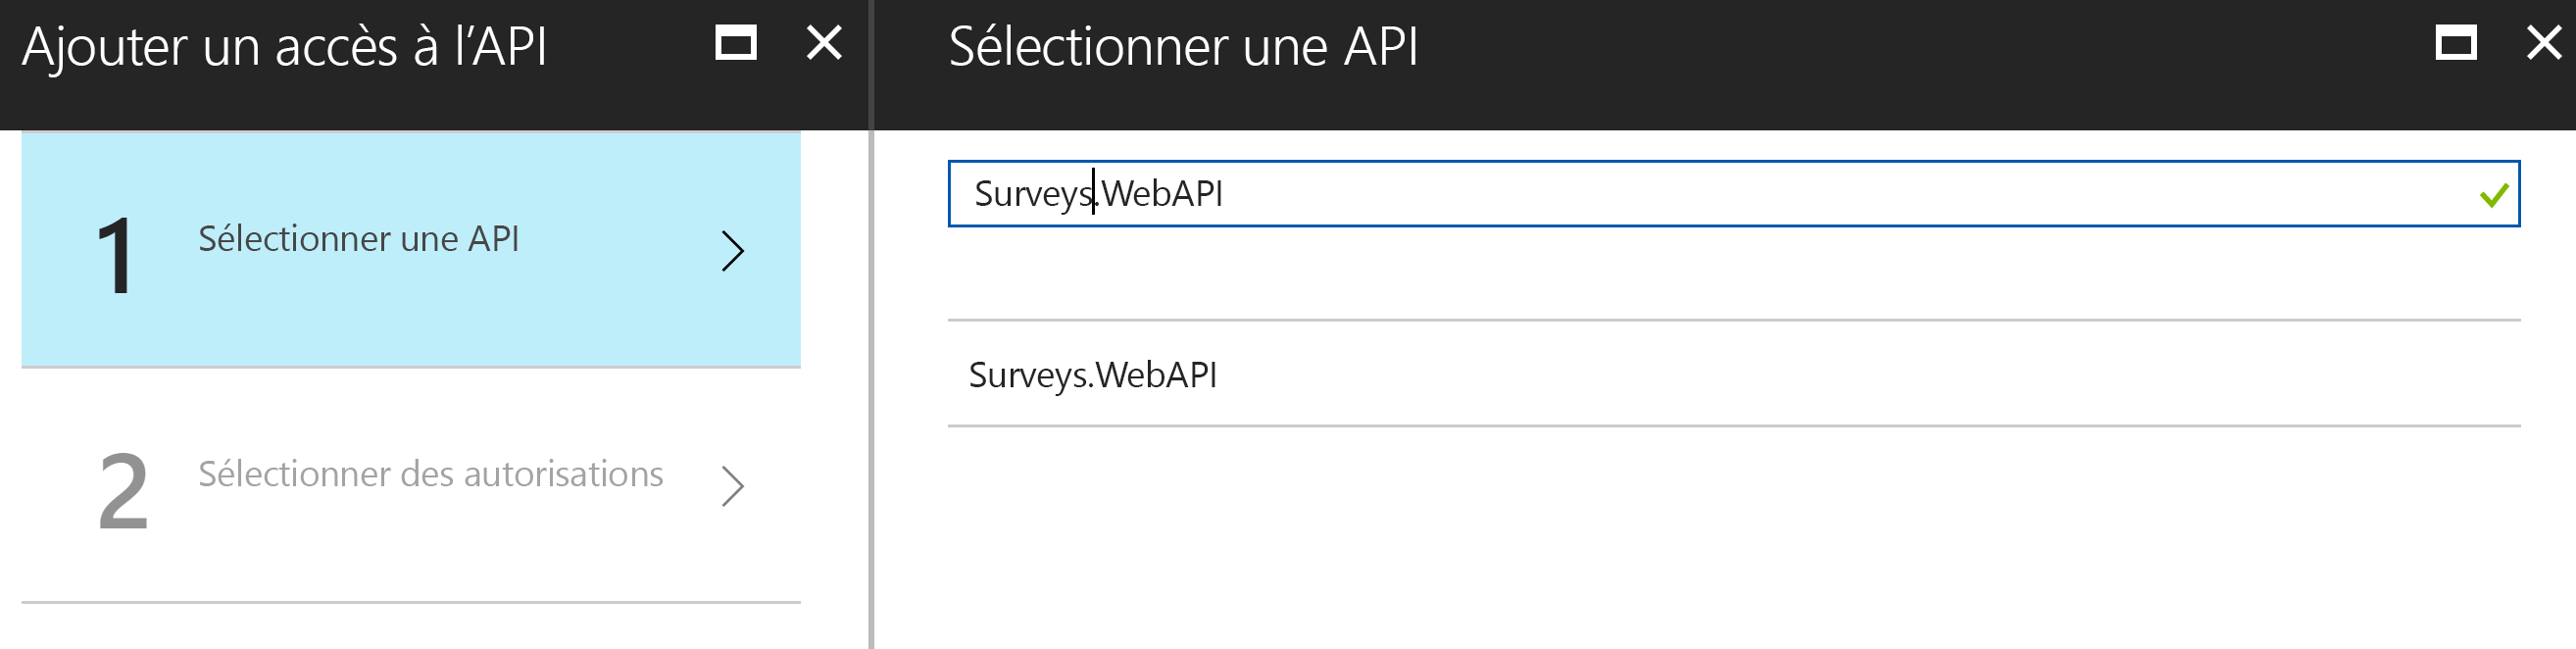 Ajouter un accès à l’API
1
Sélectionner une API
2
Sélectionner des autorisations
Sélectionner une API
Surveys.WebAPI
Surveys.WebAPI